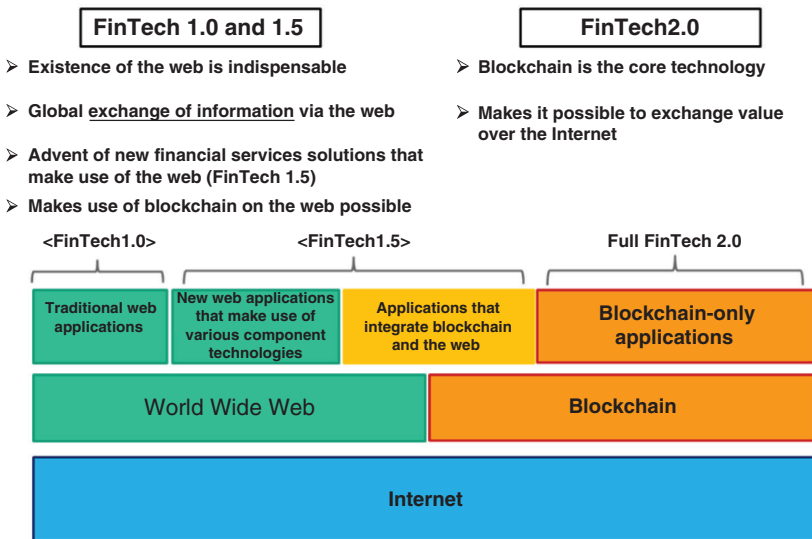 FinTech 1.0 and 1.5
➢ Existence of the web is indispensable
➢ Global exchange of information via the web
➢ Advent of new financial services solutions that
make use of the web (FinTech 1.5)
➢ Makes use of blockchain on the web possible
FinTech2.0
➢ Blockchain is the core technology
➢ Makes it possible to exchange value
over the Internet
<FinTech1.0>
<FinTech1.5>
Full FinTech 2.0
Traditional web
applications
New web applications
that make use of
various component
technologies
Applications that
integrate blockchain
and the web
Blockchain-only
applications
World Wide Web
Blockchain
Internet